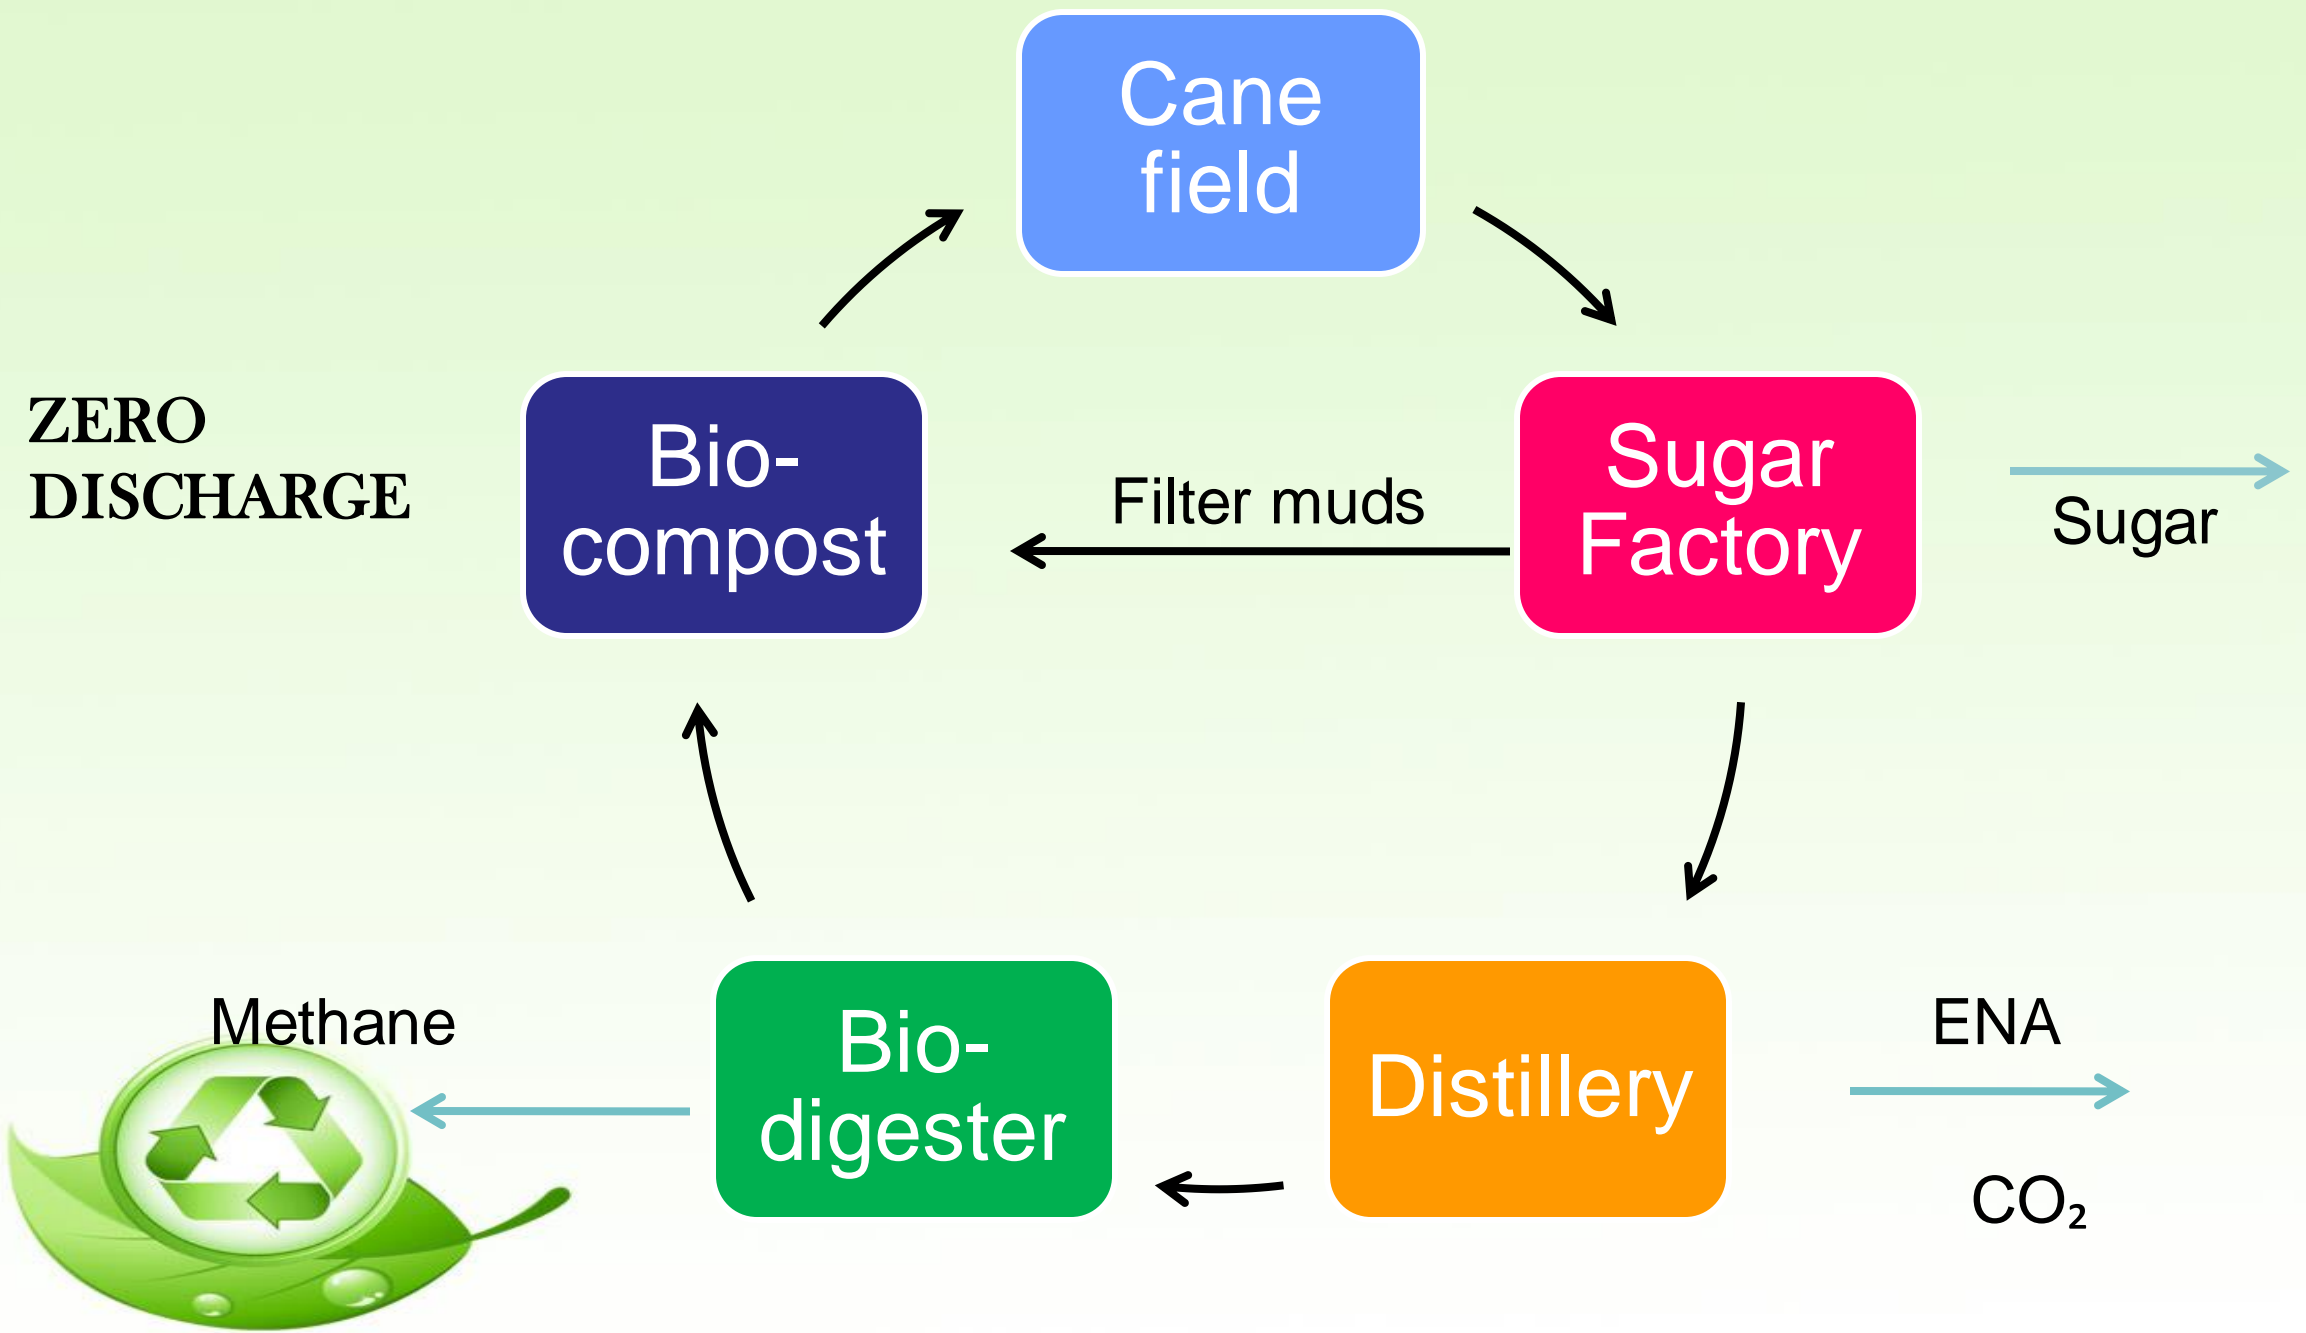 Cane
field
ZERO
DISCHARGE
Bio-
compost
Filter muds
Sugar
Factory
Sugar
Methane
Bio-
digester
Distillery
ENA
CO₂